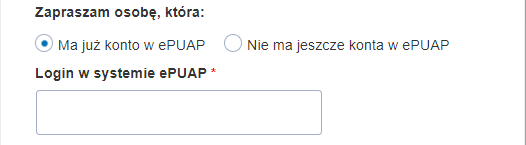 Zapraszam osobę, która:
Ma już konto w ePUAP Nie ma jeszcze konta w ePUAP
Login w systemie ePUAP *